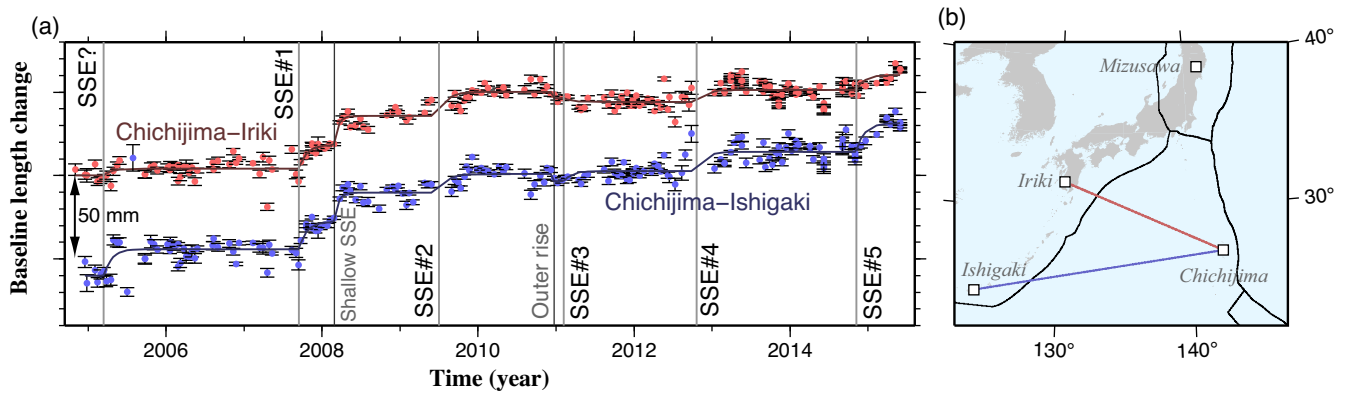 (a)
Baseline length change
SSE?
SSE#1
Chichijima−Iriki
50 mm
Shallow SSE
SSE#2
Outer rise
SSE#3
Chichijima−Ishigaki
SSE#4
SSE#5
2006
2008
2010
2012
2014
Time (year)
(b)
40°
Mizusawa
Iriki
30°
Ishigaki
Chichijima
130°
140°